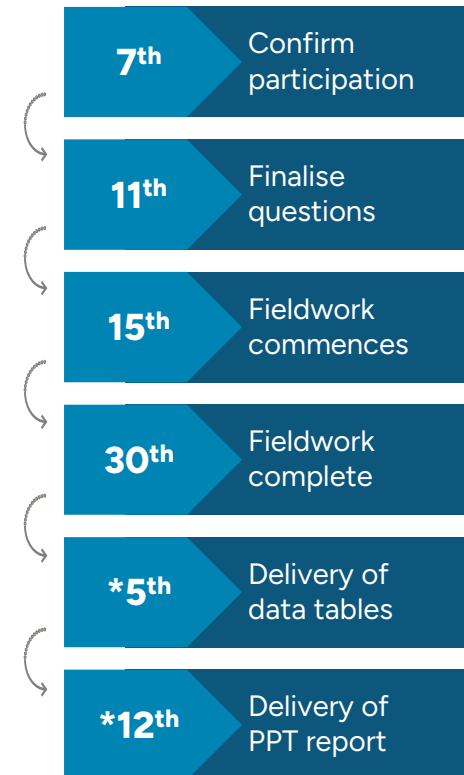 7th
Confirm
participation
11th
Finalise
questions
15th
Fieldwork
commences
30th
Fieldwork
complete
*5th
Delivery of
data tables
*12th
Delivery of
PPT report